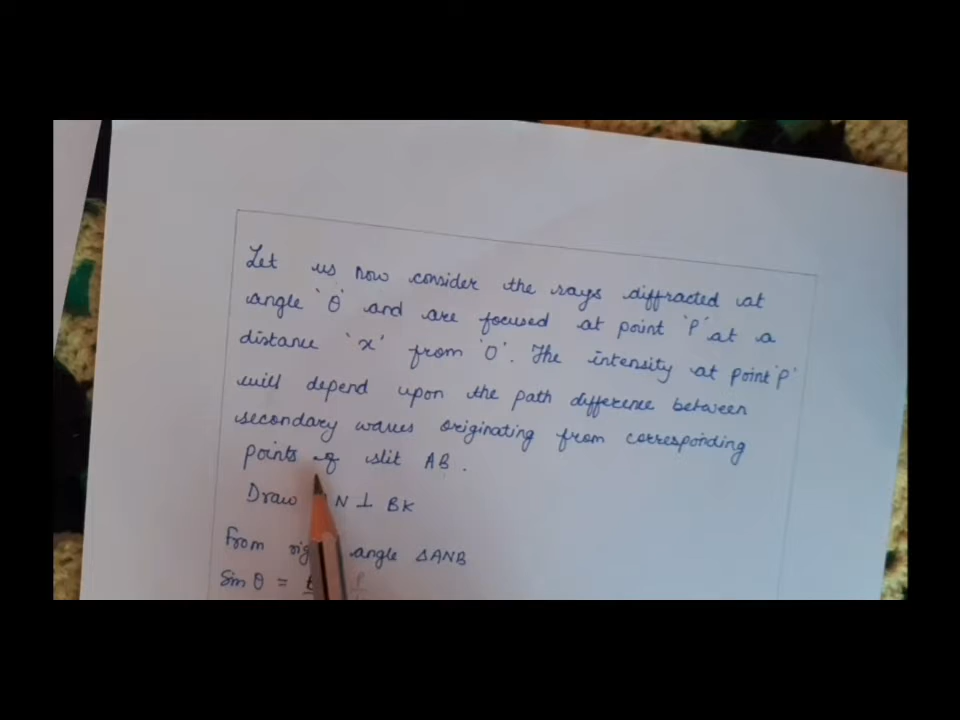 Let us now consider the rays diffracted at
angle 'θ' and are focused at point 'P' at a
distance 'x' from 'O'. The intensity at point 'P'
will depend upon the path difference between
secondary waves originating from corresponding
points of slit AB.
Draw N ⊥ BK
From angle ΔANB
Sin θ =